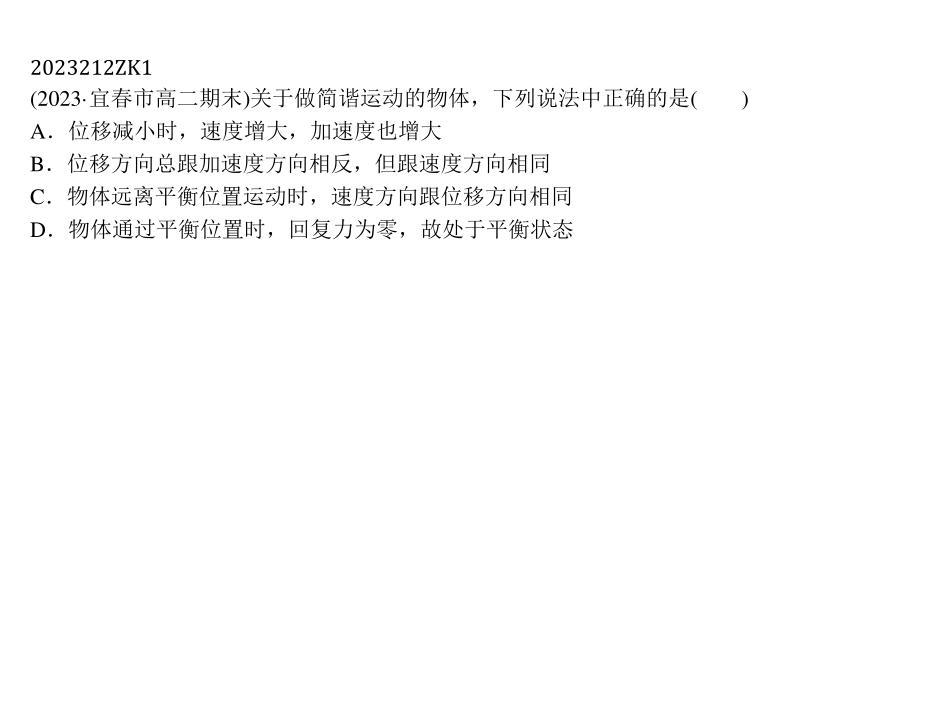 2023212ZK1
(2023·宜春市高二期末)关于做简谐运动的物体，下列说法中正确的是(　　)
A．位移减小时，速度增大，加速度也增大
B．位移方向总跟加速度方向相反，但跟速度方向相同
C．物体远离平衡位置运动时，速度方向跟位移方向相同
D．物体通过平衡位置时，回复力为零，故处于平衡状态